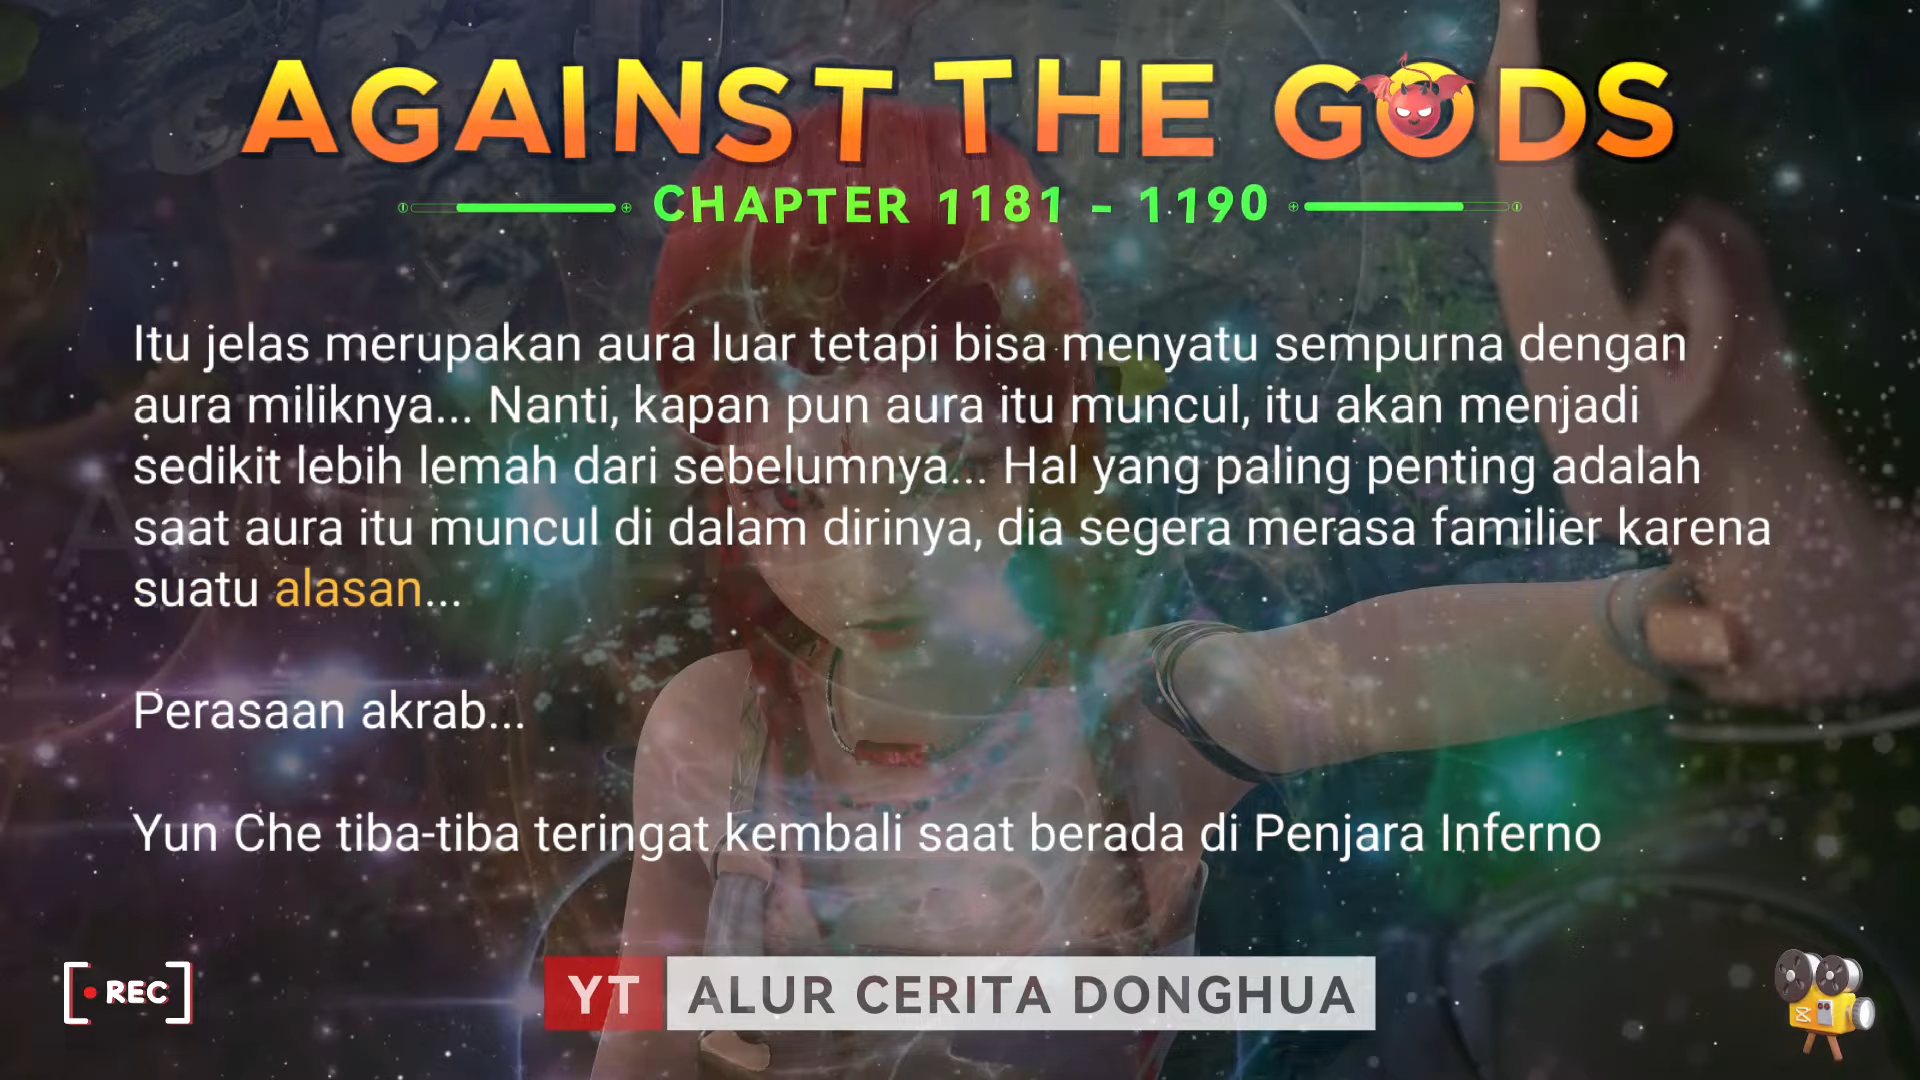 AGAINST THE GODS
CHAPTER 1181 - 1190
Itu jelas merupakan aura luar tetapi bisa menyatu sempurna dengan
aura miliknya... Nanti, kapan pun aura itu muncul, itu akan menjadi
sedikit lebih lemah dari sebelumnya... Hal yang paling penting adalah
saat aura itu muncul di dalam dirinya, dia segera merasa familier karena
suatu alasan...
Perasaan akrab...
Yun Che tiba-tiba teringat kembali saat berada di Penjara Inferno
REC
YT ALUR CERITA DONGHUA